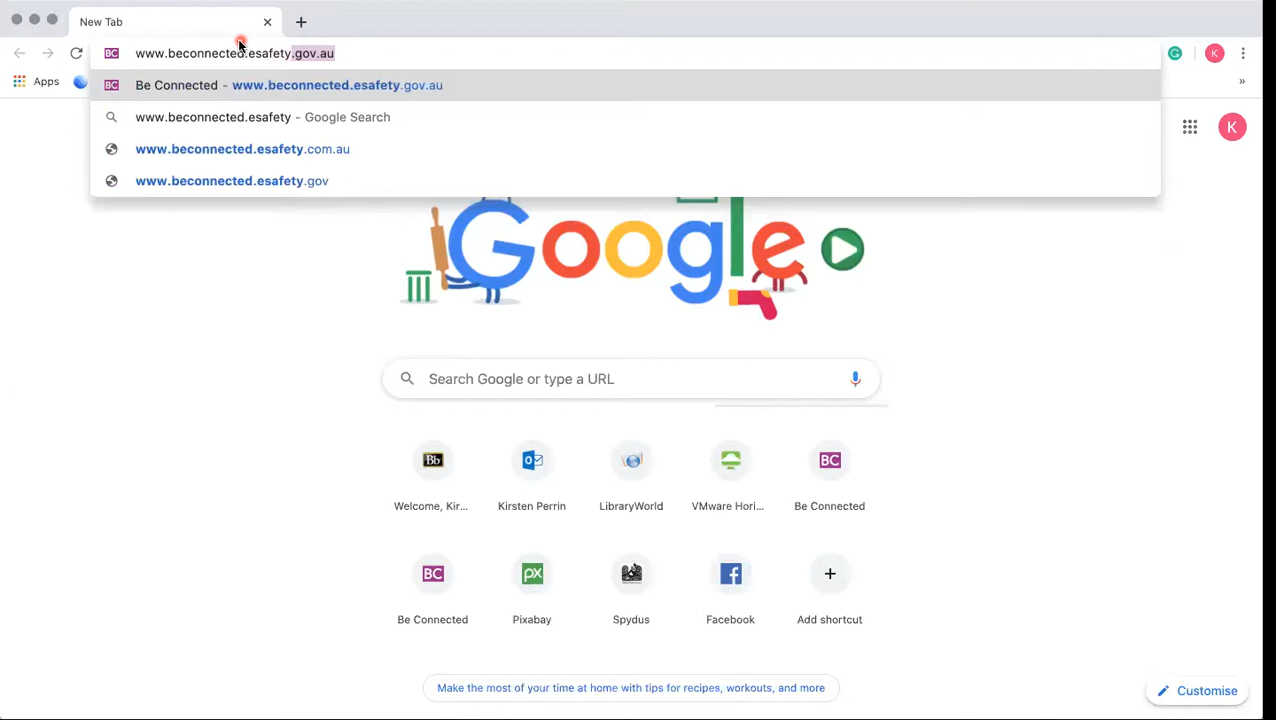 New Tab
BC www.beconnected.esafety.gov.au
Apps
»
K
BC Be Connected - www.beconnected.esafety.gov.au
www.beconnected.esafety - Google Search
www.beconnected.esafety.com.au
www.beconnected.esafety.gov
K
Google
Search Google or type a URL
Bb
BC
Welcome, Kir...
Kirsten Perrin
LibraryWorld
VMware Hori...
Be Connected
BC
px
Be Connected
Pixabay
Spydus
Facebook
Add shortcut
Make the most of your time at home with tips for recipes, workouts, and more
Customise